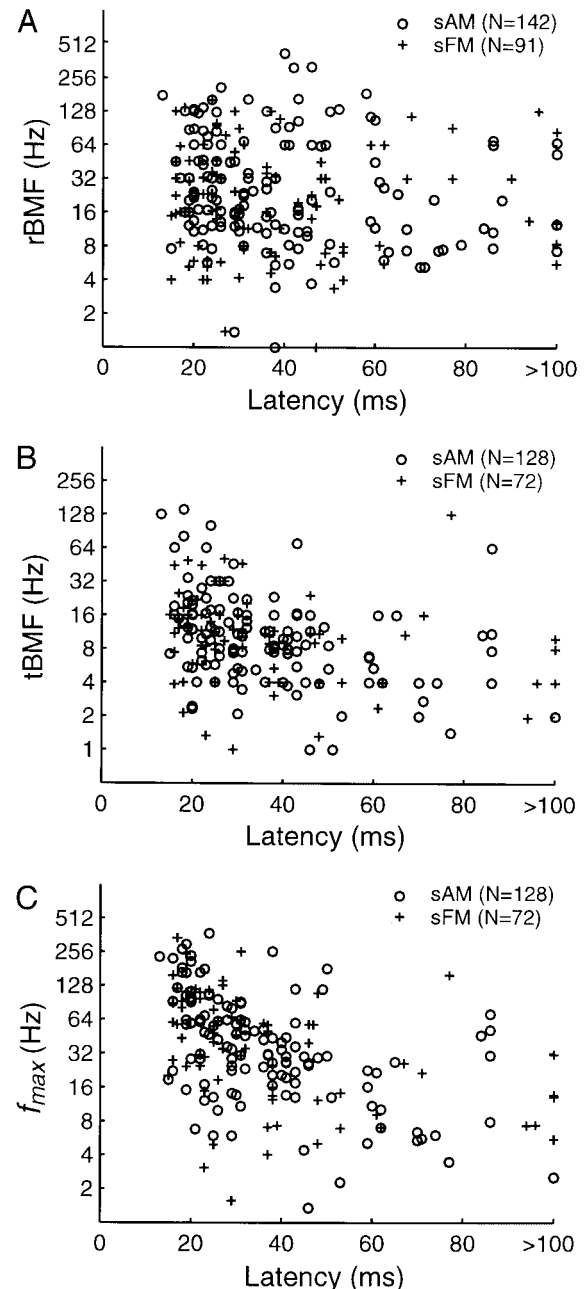 A
sAM (N=142)
sFM (N=91)
rBMF (Hz)
512
256
128
64
32
16
8
4
2
0 20 40 60 80 >100
Latency (ms)
B
sAM (N=128)
sFM (N=72)
tBMF (Hz)
256
128
64
32
16
8
4
2
1
0 20 40 60 80 >100
Latency (ms)
C
sAM (N=128)
sFM (N=72)
fmax (Hz)
512
256
128
64
32
16
8
4
2
0 20 40 60 80 >100
Latency (ms)